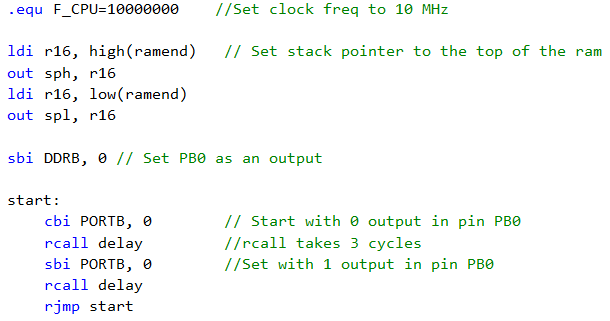 .equ F_CPU=10000000    //Set clock freq to 10 MHz
ldi r16, high(ramend)   // Set stack pointer to the top of the ram
out sph, r16
ldi r16, low(ramend)
out spl, r16
sbi DDRB, 0 // Set PB0 as an output
start:
    cbi PORTB, 0        // Start with 0 output in pin PB0
    rcall delay         //rcall takes 3 cycles
    sbi PORTB, 0        //Set with 1 output in pin PB0
    rcall delay
    rjmp start